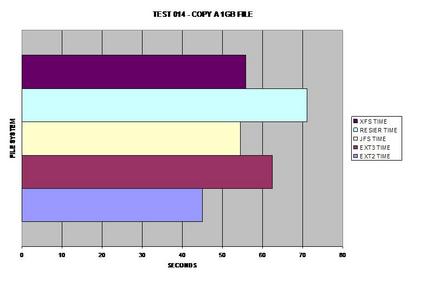 TEST 014 - COPY A 1GB FILE
FILE SYSTEM
XFS TIME
RESIER TIME
JFS TIME
EXT3 TIME
EXT2 TIME
0 10 20 30 40 50 60 70 80
SECONDS